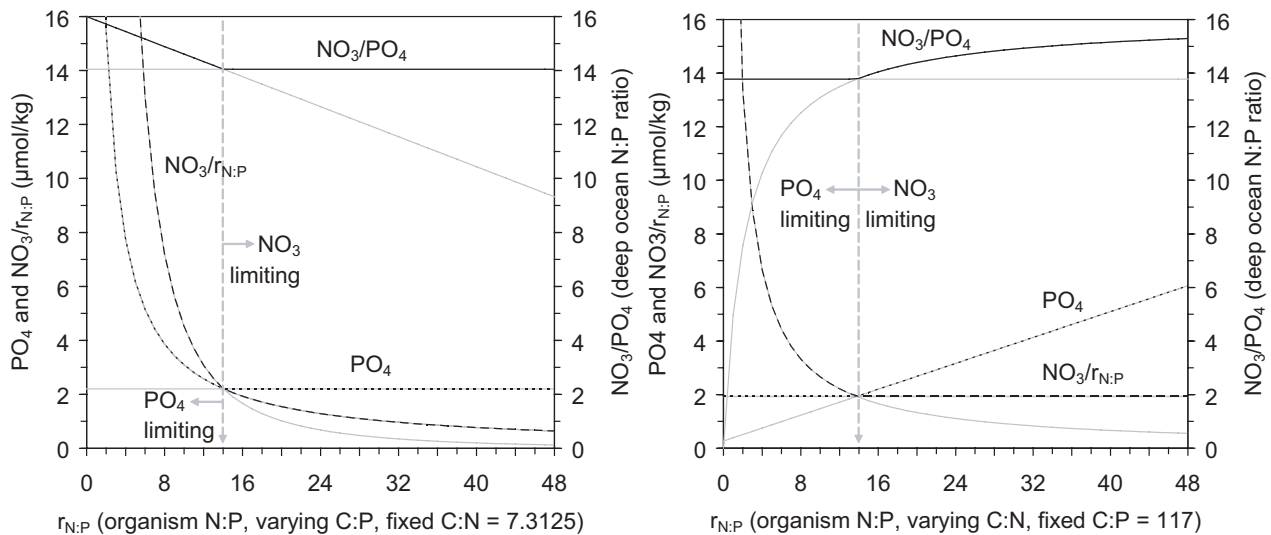 16
14
12
10
8
6
4
2
0
PO4 and NO3/rN:P (μmol/kg)
NO3/PO4
NO3/rN:P
NO3
limiting
PO4
PO4
limiting
16
14
12
10
8
6
4
2
0
NO3/PO4 (deep ocean N:P ratio)
0 8 16 24 32 40 48
rN:P (organism N:P, varying C:P, fixed C:N = 7.3125)
16
14
12
10
8
6
4
2
0
PO4 and NO3/rN:P (μmol/kg)
NO3/PO4
PO4 NO3
limiting limiting
PO4
NO3/rN:P
16
14
12
10
8
6
4
2
0
NO3/PO4 (deep ocean N:P ratio)
0 8 16 24 32 40 48
rN:P (organism N:P, varying C:N, fixed C:P = 117)